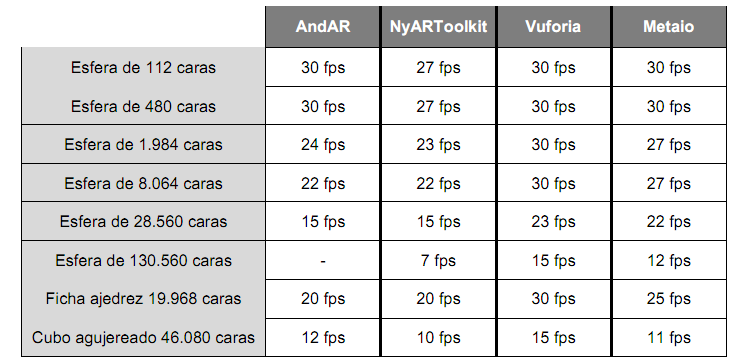 AndAR NyARToolkit Vuforia Metaio
Esfera de 112 caras 30 fps 27 fps 30 fps 30 fps
Esfera de 480 caras 30 fps 27 fps 30 fps 30 fps
Esfera de 1.984 caras 24 fps 23 fps 30 fps 27 fps
Esfera de 8.064 caras 22 fps 22 fps 30 fps 27 fps
Esfera de 28.560 caras 15 fps 15 fps 23 fps 22 fps
Esfera de 130.560 caras - 7 fps 15 fps 12 fps
Ficha ajedrez 19.968 caras 20 fps 20 fps 30 fps 25 fps
Cubo agujereado 46.080 caras 12 fps 10 fps 15 fps 11 fps